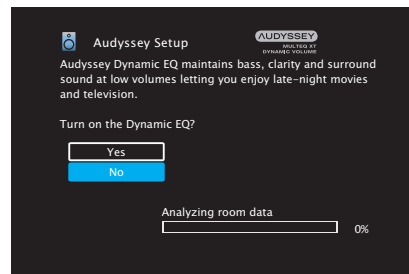 Audyssey Setup
AUDYSSEY
MULTEQ XT
DYNAMIC VOLUME
Audyssey Dynamic EQ maintains bass, clarity and surround
sound at low volumes letting you enjoy late-night movies
and television.
Turn on the Dynamic EQ?
Yes
No
Analyzing room data
0%